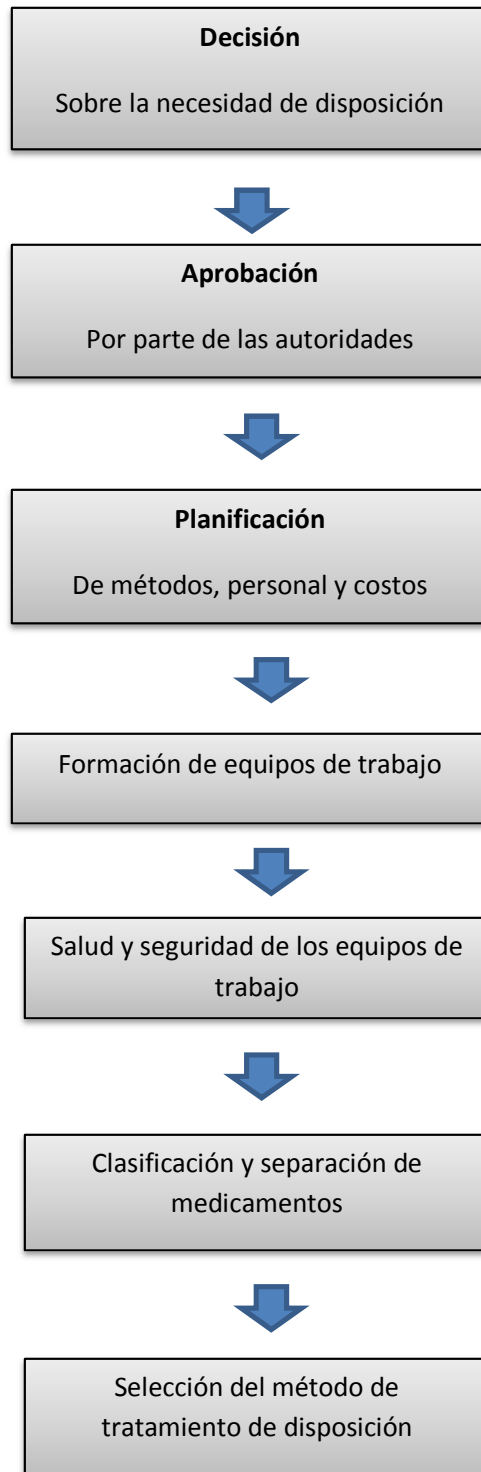 Decisión
Sobre la necesidad de disposición
Aprobación
Por parte de las autoridades
Planificación
De métodos, personal y costos
Formación de equipos de trabajo
Salud y seguridad de los equipos de
trabajo
Clasificación y separación de
medicamentos
Selección del método de
tratamiento de disposición